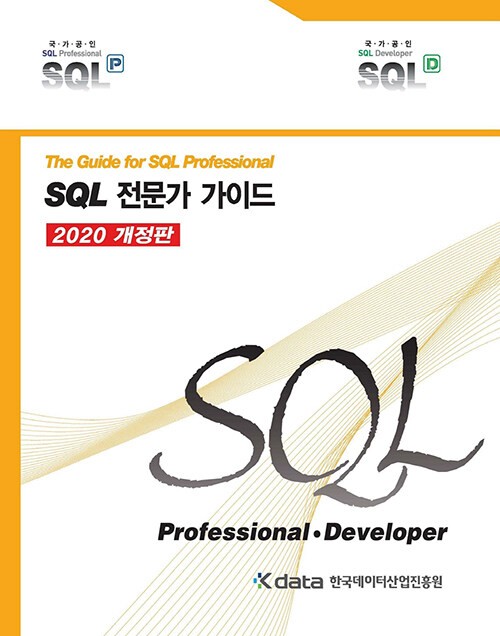 국·가·공·인
SQL Professional
SQL P
국·가·공·인
SQL Developer
SQL D
The Guide for SQL Professional
SQL 전문가 가이드
2020 개정판
SQL
Professional • Developer
K data 한국데이터산업진흥원